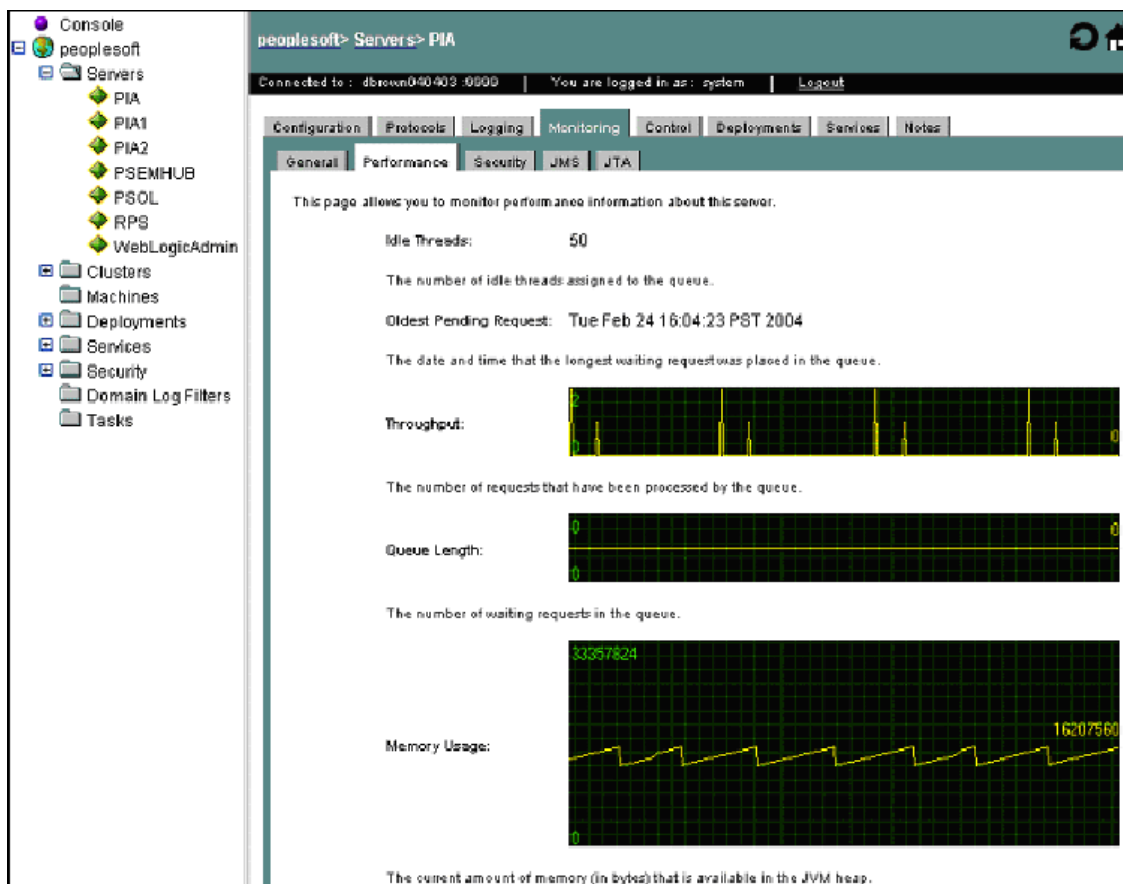 Console
peoplesoft
Servers
PIA
PIA1
PIA2
PSEMHUB
PSOL
RPS
WebLogicAdmin
Clusters
Machines
Deployments
Services
Security
Domain Log Filters
Tasks
peoplesoft> Servers> PIA
Connected to : dbrown040403 :9999 | You are logged in as : system | Logout
Configuration Protocols Logging Monitoring Control Deployments Services Notes
General Performance Security JMS JTA
This page allows you to monitor performance information about this server.
Idle Threads: 50
The number of idle threads assigned to the queue.
Oldest Pending Request: Tue Feb 24 16:04:23 PST 2004
The date and time that the longest waiting request was placed in the queue.
2
Throughput:
0 0
The number of requests that have been processed by the queue.
0 0
Queue Length:
0
The number of waiting requests in the queue.
33357824
16207560
Memory Usage:
0
The current amount of memory (in bytes) that is available in the JVM heap.